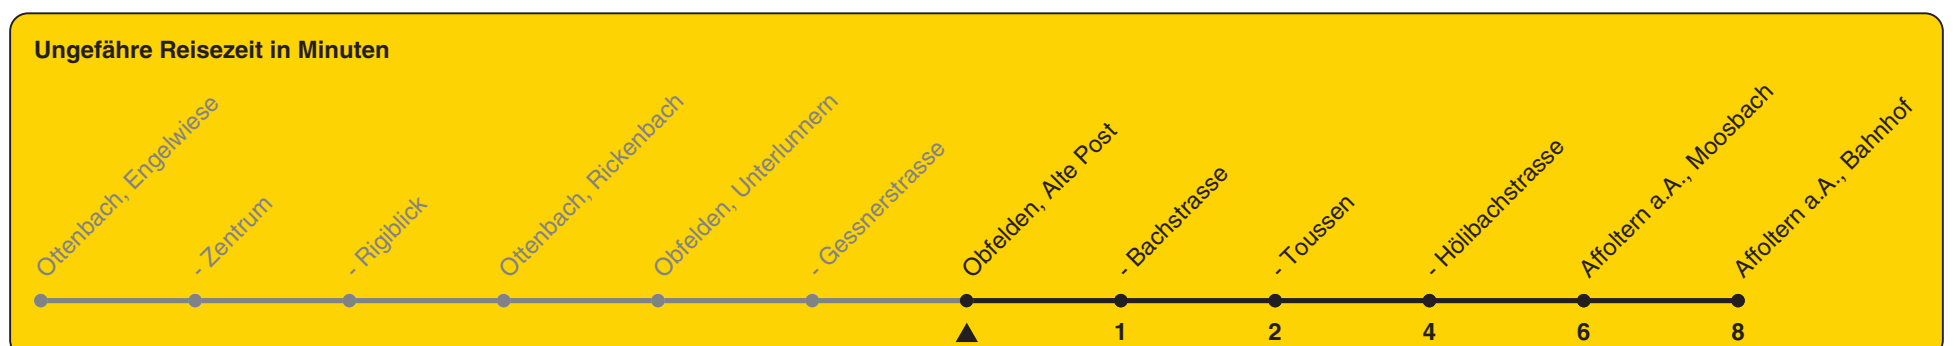 Ungefähre Reisezeit in Minuten
Ottenbach, Engelwiese
- Zentrum
- Rigiblick
Ottenbach, Rickenbach
Obfelden, Unterlunnern
- Gessnerstrasse
Obfelden, Alte Post
- Bachstrasse
- Toussen
- Hölibachstrasse
Affoltern a.A., Moosbach
Affoltern a.A., Bahnhof
1 2 4 6 8